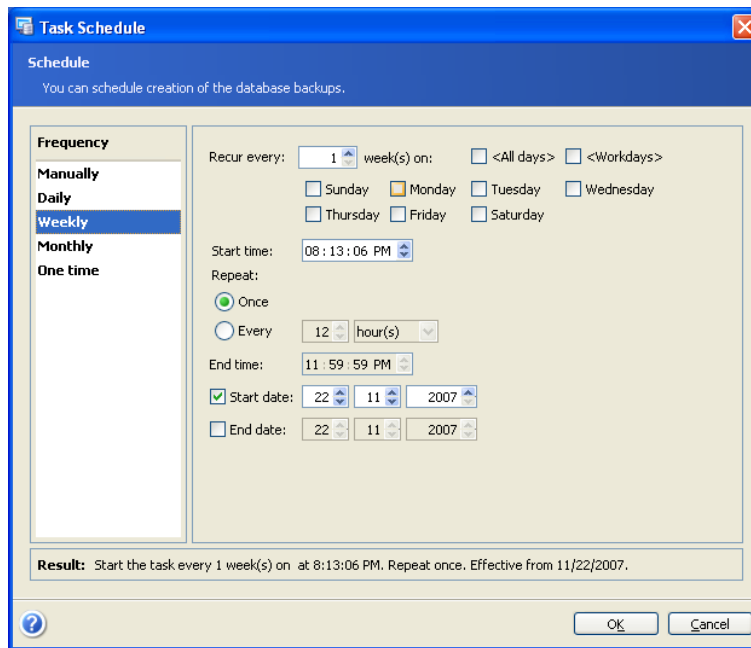 Task Schedule
Schedule
You can schedule creation of the database backups.
Frequency
Manually
Daily
Weekly
Monthly
One time
Recur every: 1 week(s) on: <All days> <Workdays>
Sunday Monday Tuesday Wednesday
Thursday Friday Saturday
Start time: 08:13:06 PM
Repeat:
Once
Every 12 hour(s)
End time: 11:59:59 PM
Start date: 22 11 2007
End date: 22 11 2007
Result: Start the task every 1 week(s) on at 8:13:06 PM. Repeat once. Effective from 11/22/2007.
? OK Cancel